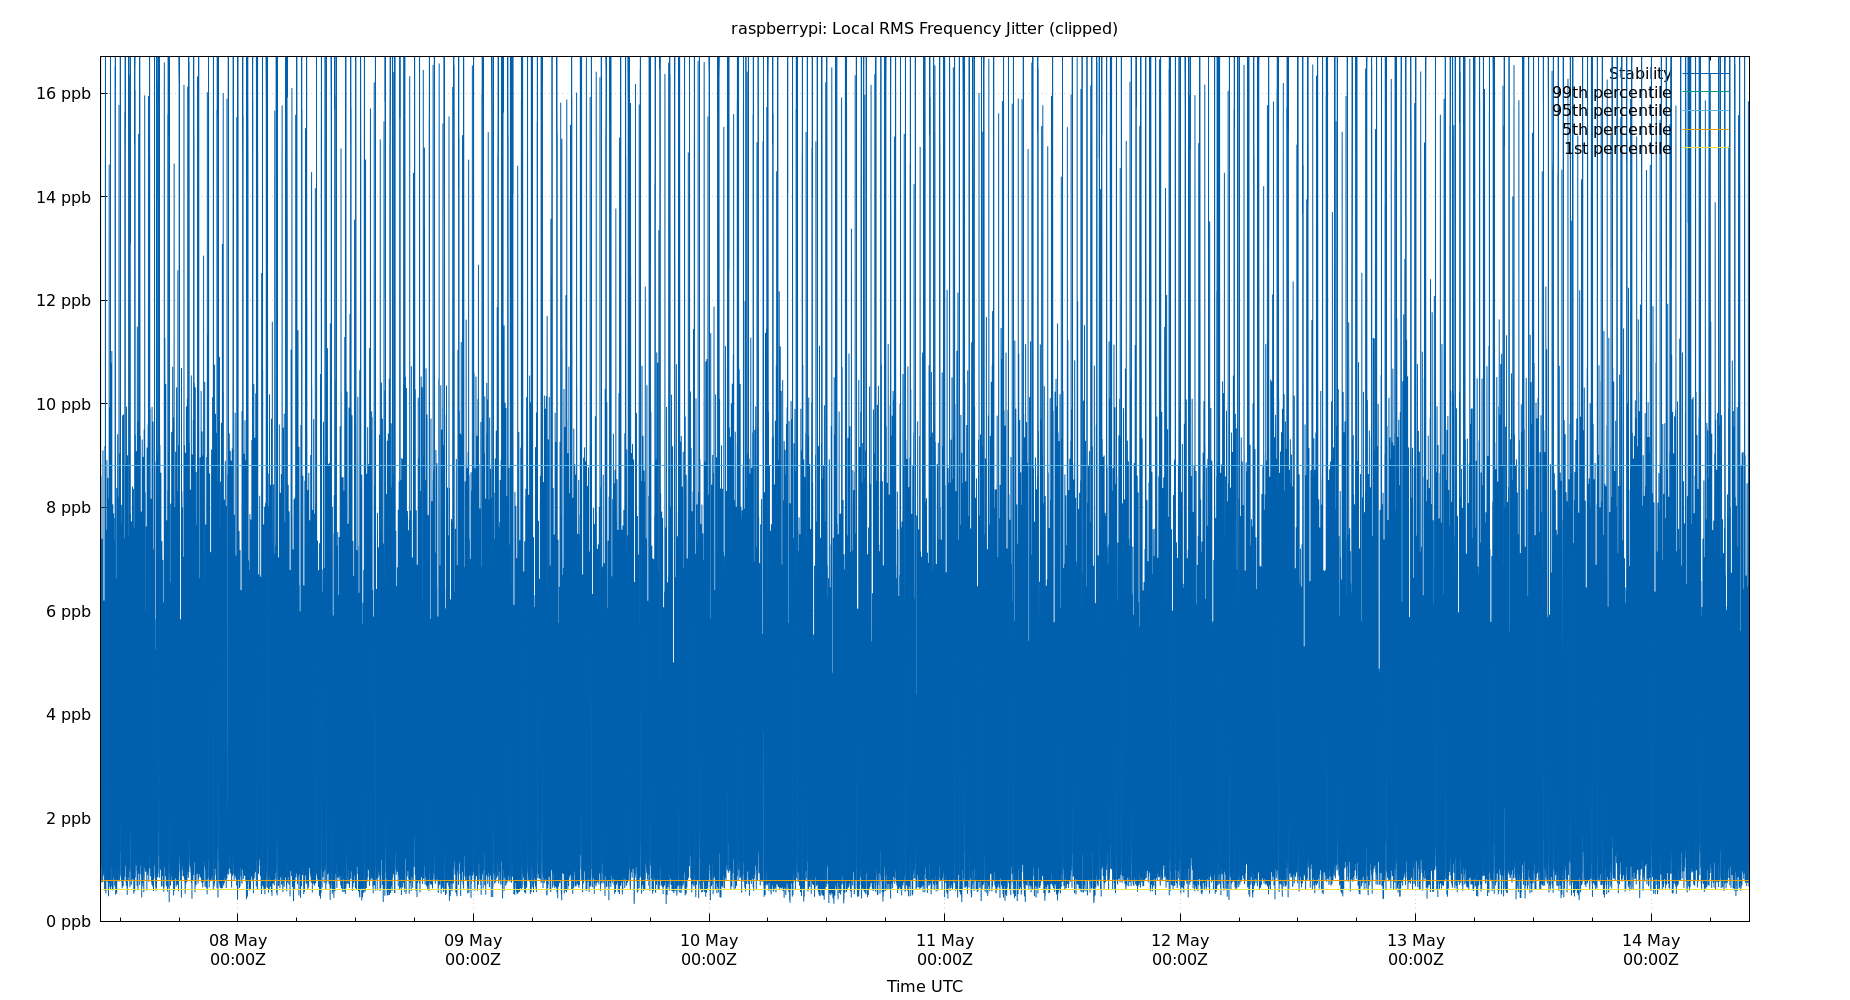 raspberrypi: Local RMS Frequency Jitter (clipped)
16 ppb
14 ppb
12 ppb
10 ppb
8 ppb
6 ppb
4 ppb
2 ppb
0 ppb
Stability
99th percentile
95th percentile
5th percentile
1st percentile
08 May
00:00Z
09 May
00:00Z
10 May
00:00Z
11 May
00:00Z
12 May
00:00Z
13 May
00:00Z
14 May
00:00Z
Time UTC